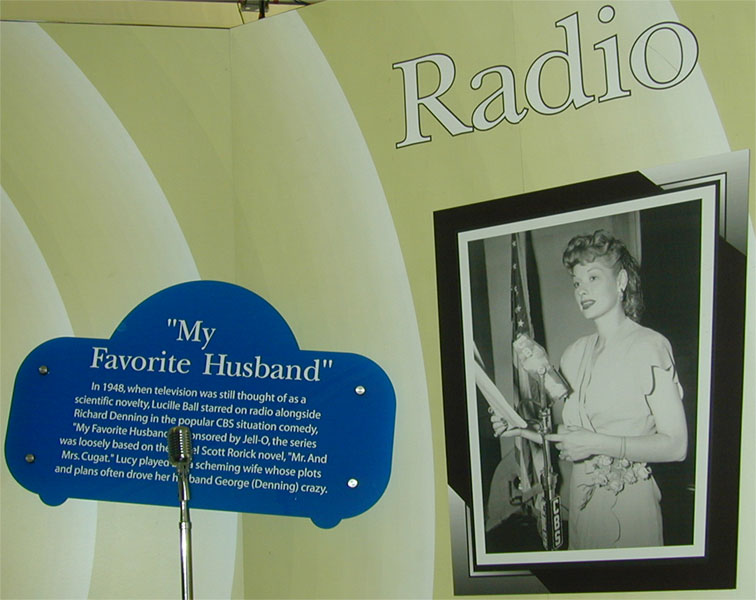 Radio
"My
Favorite Husband"
In 1948, when television was still thought of as a
scientific novelty, Lucille Ball starred on radio alongside
Richard Denning in the popular CBS situation comedy,
"My Favorite Husband" sponsored by Jell-O, the series
was loosely based on the Scott Rorick novel, "Mr. And
Mrs. Cugat." Lucy played scheming wife whose plots
and plans often drove her husband George (Denning) crazy.
CBS